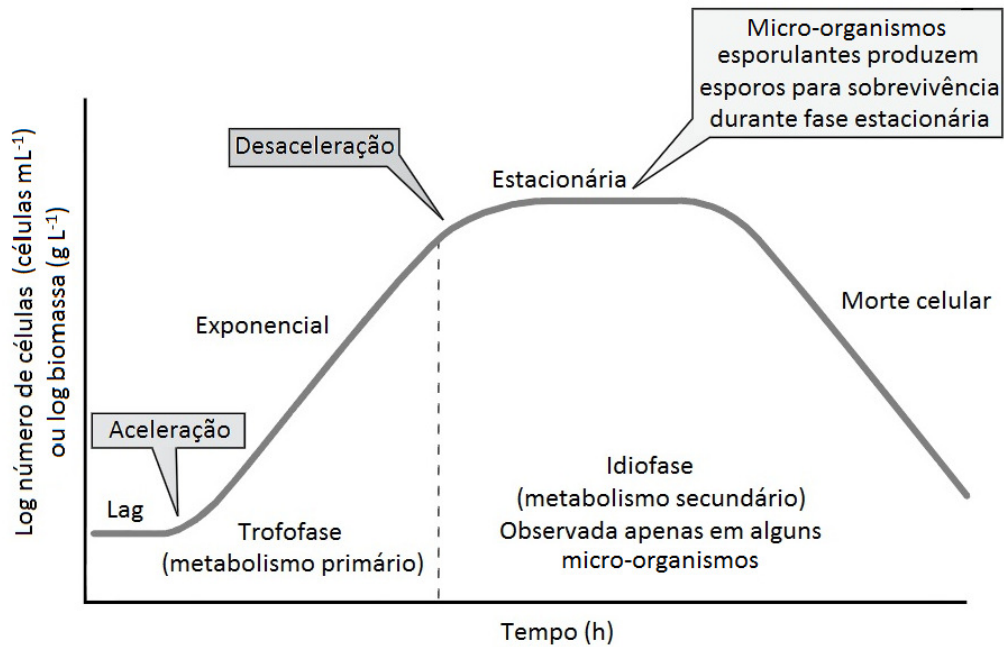 Micro-organismos
esporulantes produzem
esporos para sobrevivência
durante fase estacionária
Desaceleração
Estacionária
Log número de células (células mL⁻¹)
ou log biomassa (g L⁻¹)
Exponencial
Morte celular
Aceleração
Lag
Trofofase
(metabolismo primário)
Idiofase
(metabolismo secundário)
Observada apenas em alguns
micro-organismos
Tempo (h)